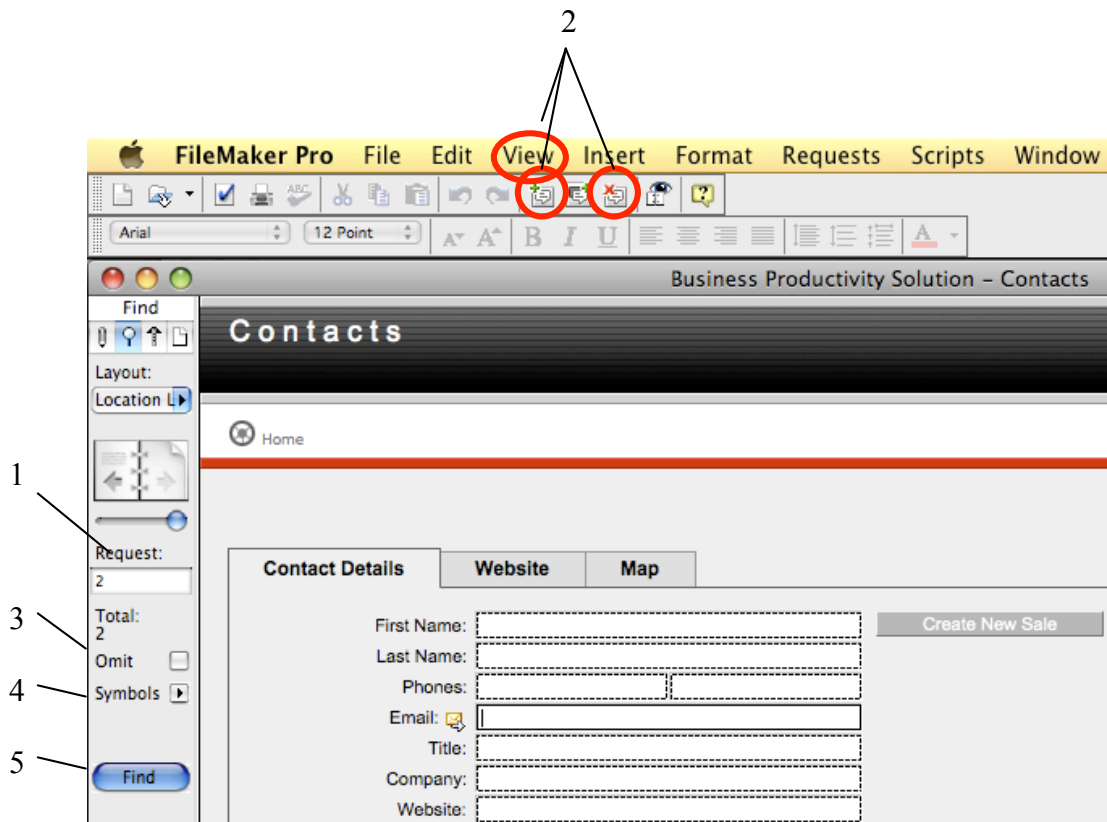 2
FileMaker Pro File Edit View Insert Format Requests Scripts Window
ABC
Arial 12 Point A A B I U A
Business Productivity Solution – Contacts
Find
Contacts
Layout:
Location L
Home
1
Request:
2
Contact Details Website Map
Total:
2
3
First Name: Create New Sale
Omit
Last Name:
4
Symbols
Phones:
Email:
Title:
5
Find
Company:
Website: